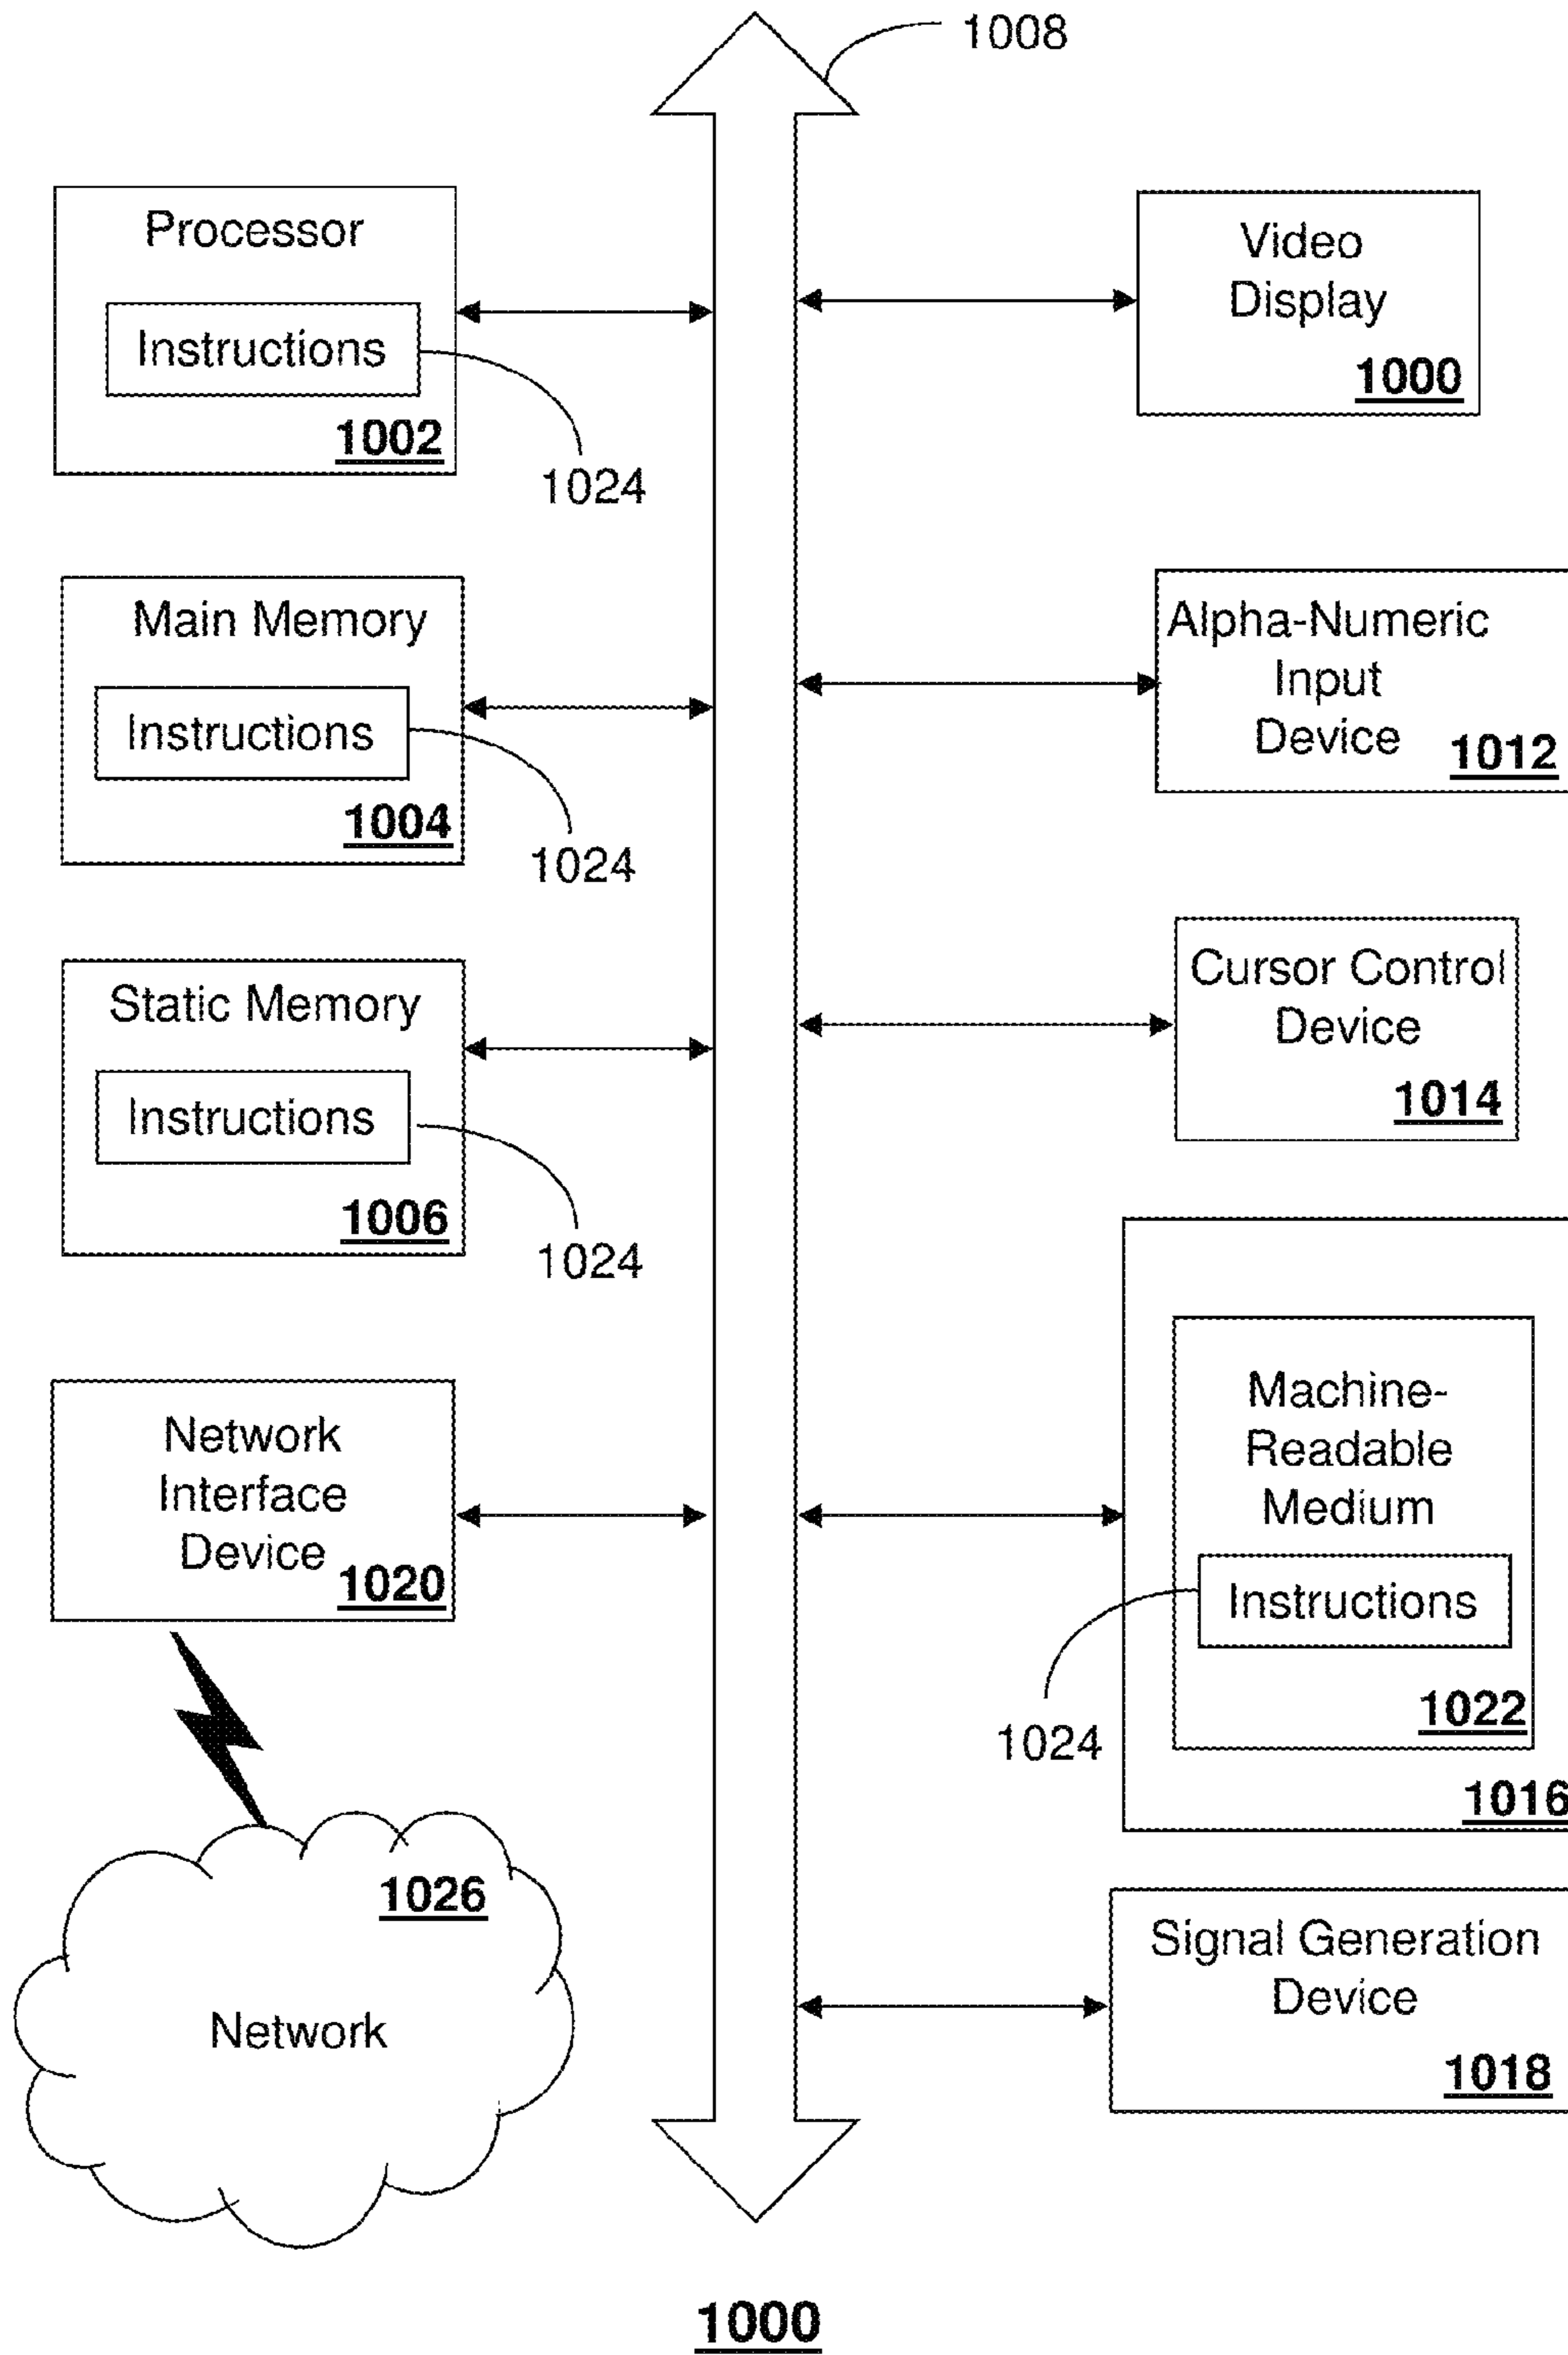 1008
Processor
Instructions
1002
1024
Video
Display
1000
Main Memory
Instructions
1004
1024
Alpha-Numeric
Input
Device
1012
Static Memory
Instructions
1006
1024
Cursor Control
Device
1014
Network
Interface
Device
1020
Machine-
Readable
Medium
Instructions
1022
1024
1016
1026
Network
Signal Generation
Device
1018
1000